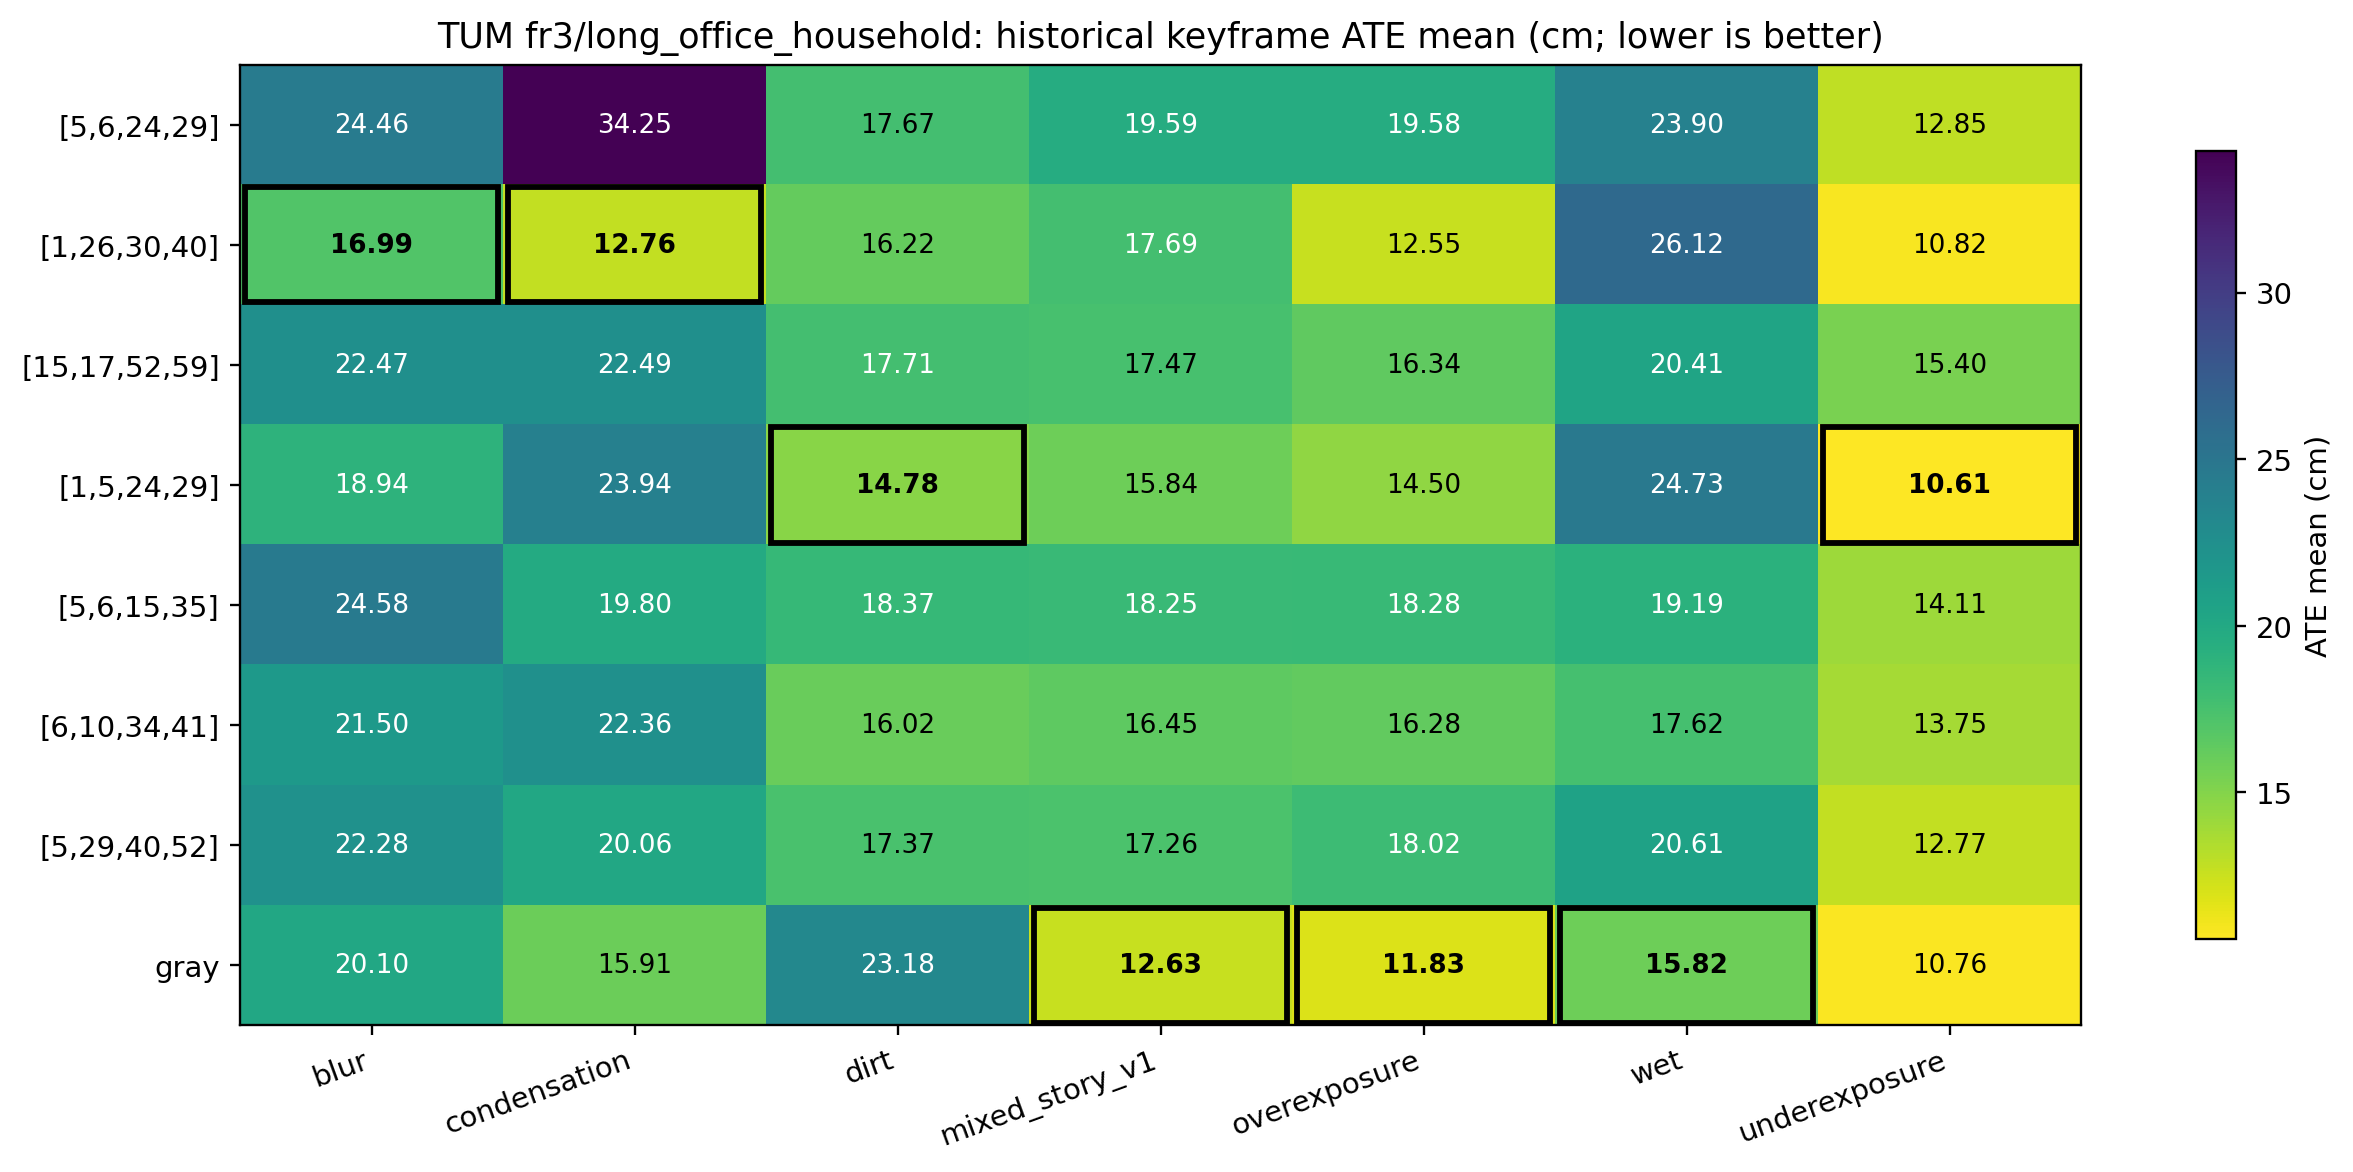 TUM fr3/long_office_household: historical keyframe ATE mean (cm; lower is better)
[5,6,24,29] 24.46 34.25 17.67 19.59 19.58 23.90 12.85
[1,26,30,40] 16.99 12.76 16.22 17.69 12.55 26.12 10.82
[15,17,52,59] 22.47 22.49 17.71 17.47 16.34 20.41 15.40
[1,5,24,29] 18.94 23.94 14.78 15.84 14.50 24.73 10.61
[5,6,15,35] 24.58 19.80 18.37 18.25 18.28 19.19 14.11
[6,10,34,41] 21.50 22.36 16.02 16.45 16.28 17.62 13.75
[5,29,40,52] 22.28 20.06 17.37 17.26 18.02 20.61 12.77
gray 20.10 15.91 23.18 12.63 11.83 15.82 10.76
blur condensation dirt mixed_story_v1 overexposure wet underexposure
30
25
20
15
ATE mean (cm)